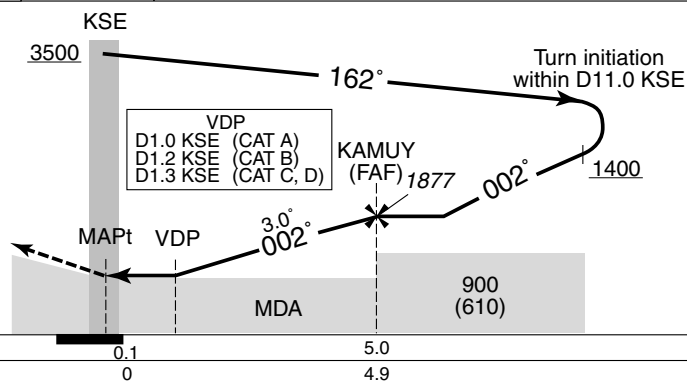 KSE
3500
162°
Turn initiation
within D11.0 KSE
VDP
D1.0 KSE (CAT A)
D1.2 KSE (CAT B)
D1.3 KSE (CAT C, D)
KAMUY
(FAF)
1877
002°
1400
3.0°
002°
MAPt
VDP
MDA
900
(610)
0.1
5.0
0
4.9